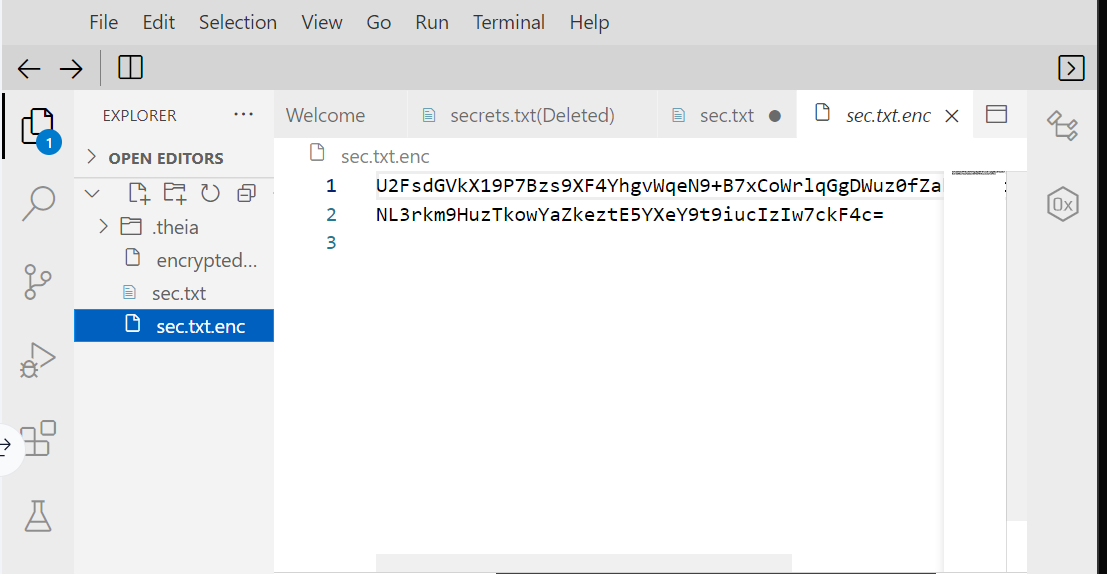 File Edit Selection View Go Run Terminal Help
EXPLORER ...
Welcome secrets.txt(Deleted) sec.txt sec.txt.enc
OPEN EDITORS
sec.txt.enc
.theia
encrypted...
sec.txt
sec.txt.enc
1 U2FsdGVkX19P7Bzs9XF4YhgvWqeN9+B7xCoWrlqGgDWuz0fZa
2 NL3rkm9HuzTkowYaZkeztE5YXeY9t9iucIzIw7ckF4c=
3
1
0x